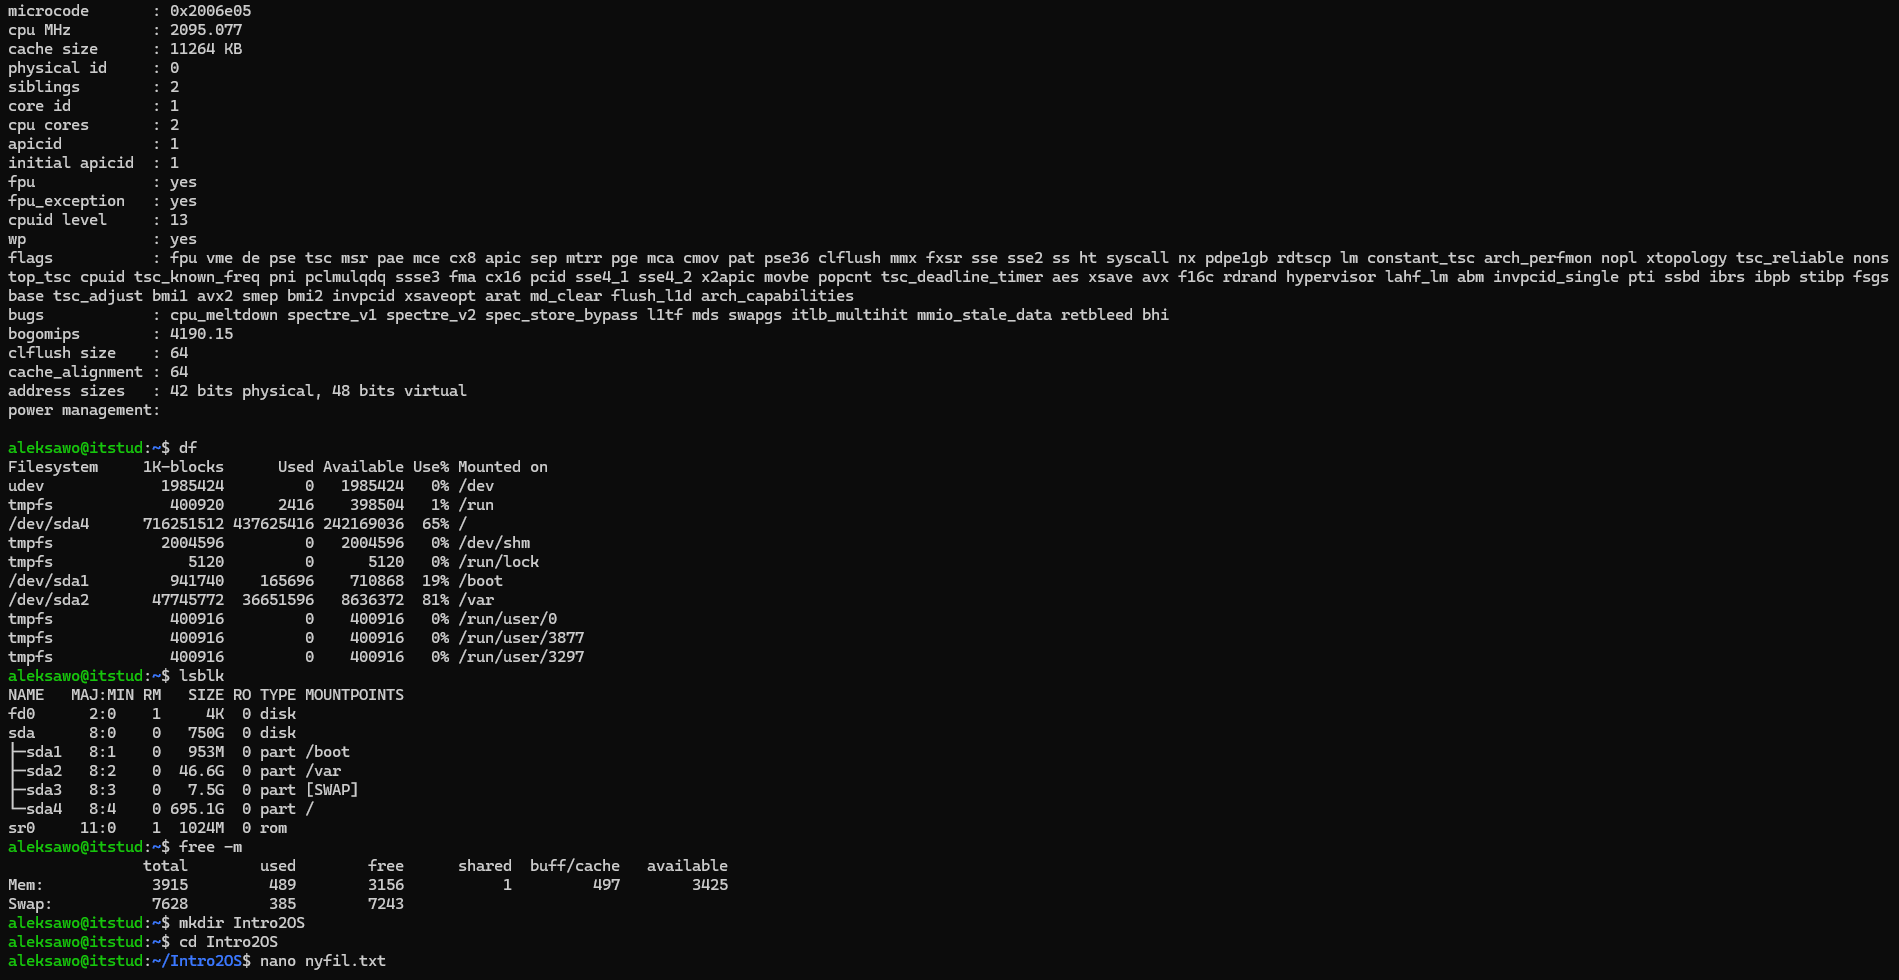 microcode       : 0x2006e05
cpu MHz         : 2095.077
cache size      : 11264 KB
physical id     : 0
siblings        : 2
core id         : 1
cpu cores       : 2
apicid          : 1
initial apicid  : 1
fpu             : yes
fpu_exception   : yes
cpuid level     : 13
wp              : yes
flags           : fpu vme de pse tsc msr pae mce cx8 apic sep mtrr pge mca cmov pat pse36 clflush mmx fxsr sse sse2 ss ht syscall nx pdpe1gb rdtscp lm constant_tsc arch_perfmon nopl xtopology tsc_reliable nons
top_tsc cpuid tsc_known_freq pni pclmulqdq ssse3 fma cx16 pcid sse4_1 sse4_2 x2apic movbe popcnt tsc_deadline_timer aes xsave avx f16c rdrand hypervisor lahf_lm abm invpcid_single pti ssbd ibrs ibpb stibp fsgs
base tsc_adjust bmi1 avx2 smep bmi2 invpcid xsaveopt arat md_clear flush_l1d arch_capabilities
bugs            : cpu_meltdown spectre_v1 spectre_v2 spec_store_bypass l1tf mds swapgs itlb_multihit mmio_stale_data retbleed bhi
bogomips        : 4190.15
clflush size    : 64
cache_alignment : 64
address sizes   : 42 bits physical, 48 bits virtual
power management:
aleksawo@itstud:~$ df
Filesystem     1K-blocks      Used Available Use% Mounted on
udev             1985424         0   1985424   0% /dev
tmpfs             400920      2416    398504   1% /run
/dev/sda4      716251512 437625416 242169036  65% /
tmpfs            2004596         0   2004596   0% /dev/shm
tmpfs               5120         0      5120   0% /run/lock
/dev/sda1         941740    165696    710868  19% /boot
/dev/sda2       47745772  36651596   8636372  81% /var
tmpfs             400916         0    400916   0% /run/user/0
tmpfs             400916         0    400916   0% /run/user/3877
tmpfs             400916         0    400916   0% /run/user/3297
aleksawo@itstud:~$ lsblk
NAME   MAJ:MIN RM   SIZE RO TYPE MOUNTPOINTS
fd0      2:0    1     4K  0 disk
sda      8:0    0   750G  0 disk
├─sda1   8:1    0   953M  0 part /boot
├─sda2   8:2    0  46.6G  0 part /var
├─sda3   8:3    0   7.5G  0 part [SWAP]
└─sda4   8:4    0 695.1G  0 part /
sr0     11:0    1  1024M  0 rom
aleksawo@itstud:~$ free -m
               total        used        free      shared  buff/cache   available
Mem:            3915         489        3156           1         497        3425
Swap:           7628         385        7243
aleksawo@itstud:~$ mkdir Intro2OS
aleksawo@itstud:~$ cd Intro2OS
aleksawo@itstud:~/Intro2OS$ nano nyfil.txt